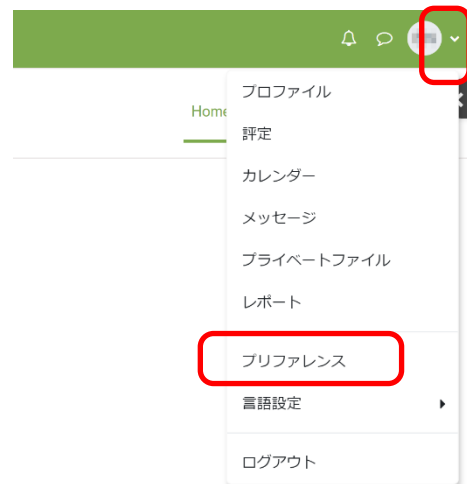 Home
プロファイル
評定
カレンダー
メッセージ
プライベートファイル
レポート
プリファレンス
言語設定
ログアウト